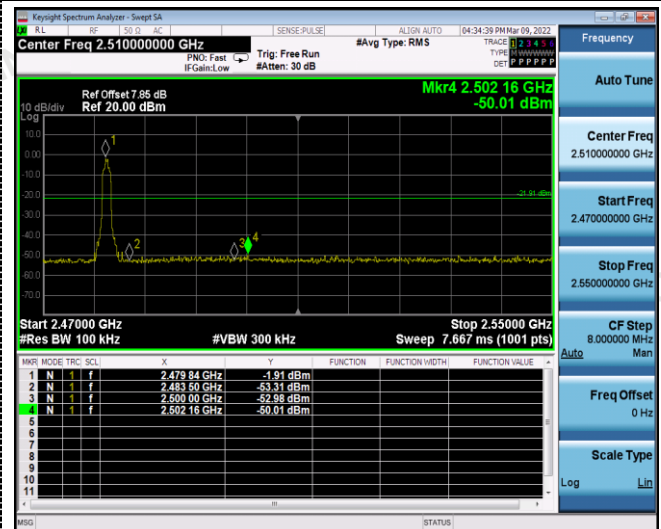 Keysight Spectrum Analyzer - Swept SA
RL RF 50 Ω AC SENSE:PULSE ALIGN AUTO 04:34:39 PM Mar 09, 2022
Center Freq 2.510000000 GHz
PNO: Fast
IFGain:Low
Trig: Free Run
#Atten: 30 dB
#Avg Type: RMS
TRACE 1 2 3 4 5 6
TYPE M WWWWW
DET P P P P P P
Mkr4 2.502 16 GHz
-50.01 dBm
Ref Offset 7.85 dB
10 dB/div Ref 20.00 dBm
Log
10.0
0.00
-10.0
-20.0
-30.0
-40.0
-50.0
-60.0
-70.0
1
2
3
4
-21.91 dBm
Start 2.47000 GHz
Stop 2.55000 GHz
#Res BW 100 kHz #VBW 300 kHz Sweep 7.667 ms (1001 pts)
MKR MODE TRC SCL X Y FUNCTION FUNCTION WIDTH FUNCTION VALUE
1 N 1 f 2.479 84 GHz -1.91 dBm
2 N 1 f 2.483 50 GHz -53.31 dBm
3 N 1 f 2.500 00 GHz -52.98 dBm
4 N 1 f 2.502 16 GHz -50.01 dBm
5
6
7
8
9
10
11
MSG STATUS
Frequency
Auto Tune
Center Freq
2.510000000 GHz
Start Freq
2.470000000 GHz
Stop Freq
2.550000000 GHz
CF Step
8.000000 MHz
Auto Man
Freq Offset
0 Hz
Scale Type
Log Lin